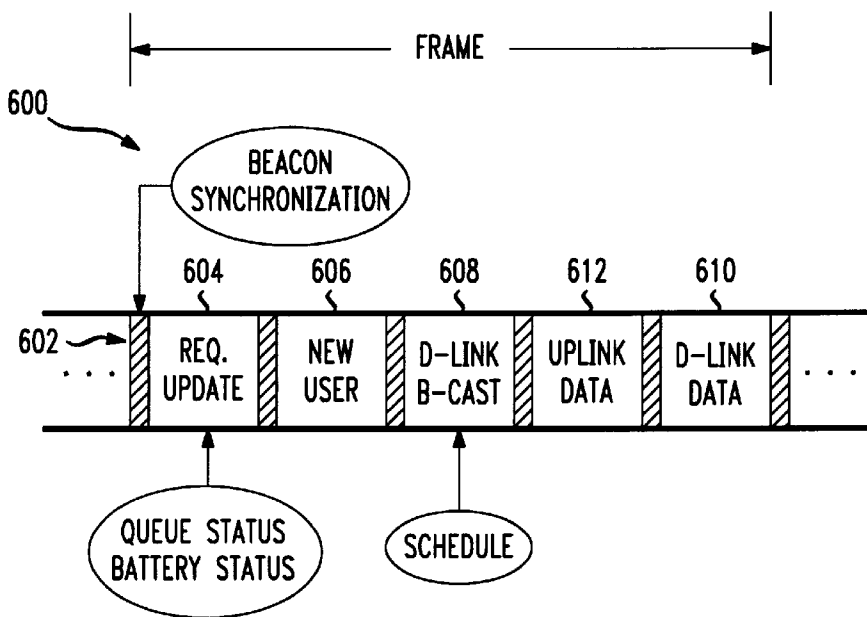 FRAME
600
BEACON
SYNCHRONIZATION
604
606
608
612
610
602
REQ.
UPDATE
NEW
USER
D-LINK
B-CAST
UPLINK
DATA
D-LINK
DATA
QUEUE STATUS
BATTERY STATUS
SCHEDULE